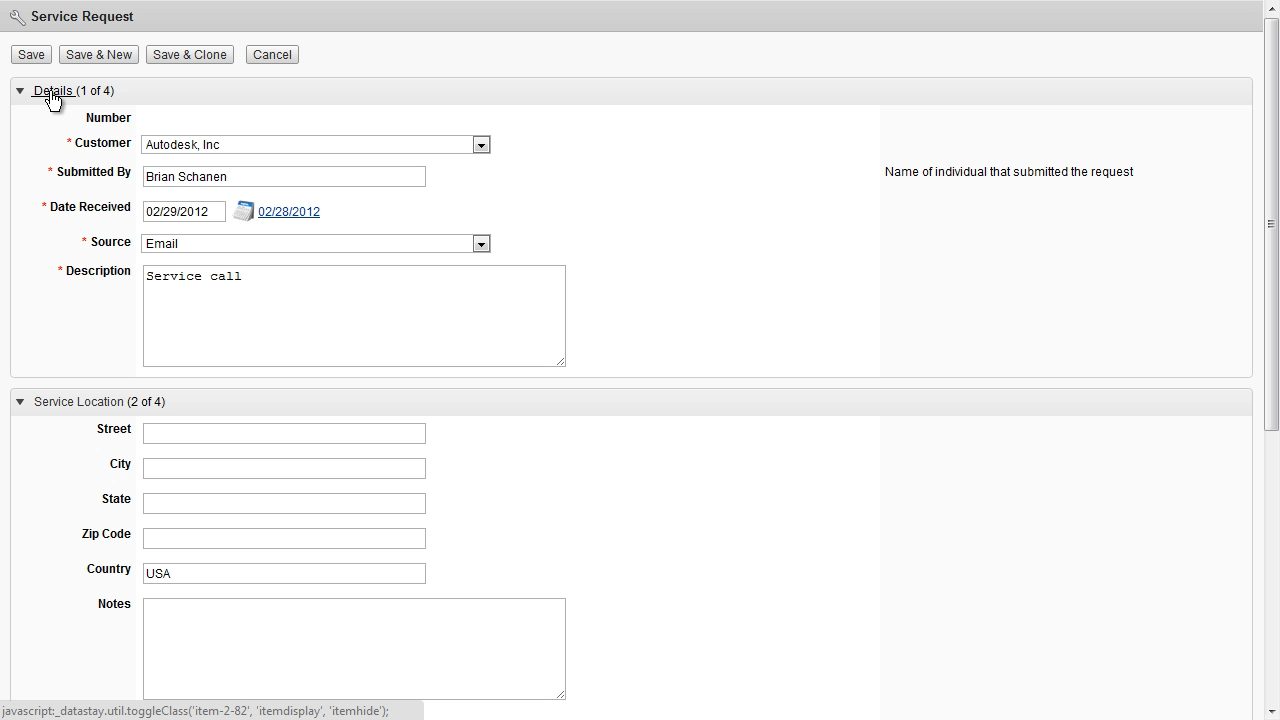 Service Request
Save Save & New Save & Clone Cancel
Details (1 of 4)
Number
* Customer Autodesk, Inc
* Submitted By Brian Schanen Name of individual that submitted the request
* Date Received 02/29/2012 02/28/2012
* Source Email
* Description Service call
Service Location (2 of 4)
Street
City
State
Zip Code
Country USA
Notes
javascript:_datastay.util.toggleClass('item-2-82', 'itemdisplay', 'itemhide');